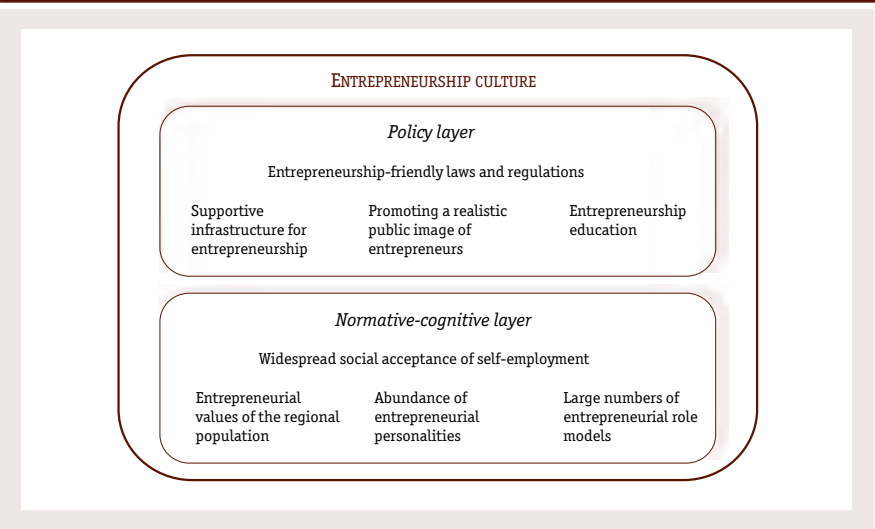 ENTREPRENEURSHIP CULTURE
Policy layer
Entrepreneurship-friendly laws and regulations
Supportive
infrastructure for
entrepreneurship
Promoting a realistic
public image of
entrepreneurs
Entrepreneurship
education
Normative-cognitive layer
Widespread social acceptance of self-employment
Entrepreneurial
values of the regional
population
Abundance of
entrepreneurial
personalities
Large numbers of
entrepreneurial role
models